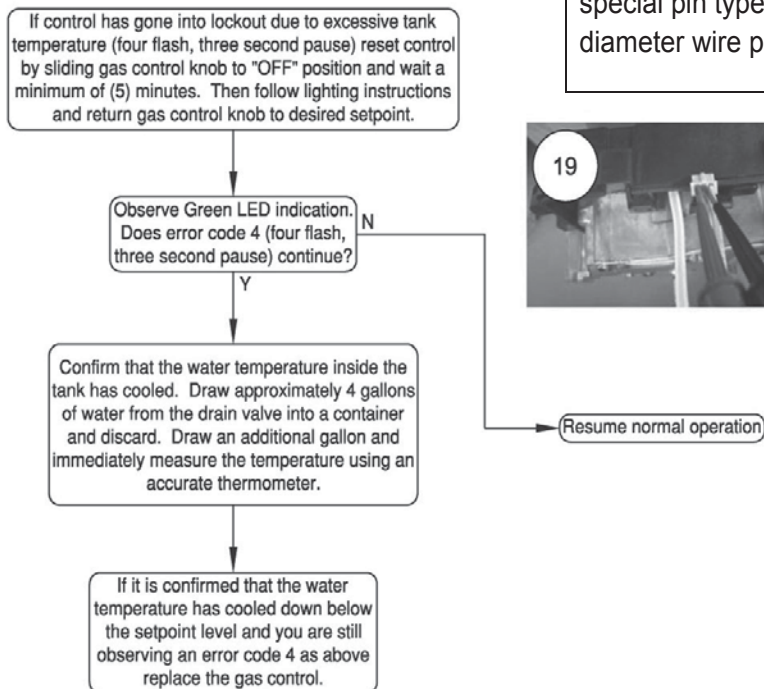 If control has gone into lockout due to excessive tank
temperature (four flash, three second pause) reset control
by sliding gas control knob to "OFF" position and wait a
minimum of (5) minutes. Then follow lighting instructions
and return gas control knob to desired setpoint.
special pin type
diameter wire p
19
Observe Green LED indication.
Does error code 4 (four flash,
three second pause) continue?
N
Y
Confirm that the water temperature inside the
tank has cooled. Draw approximately 4 gallons
of water from the drain valve into a container
and discard. Draw an additional gallon and
immediately measure the temperature using an
accurate thermometer.
Resume normal operation
If it is confirmed that the water
temperature has cooled down below
the setpoint level and you are still
observing an error code 4 as above
replace the gas control.